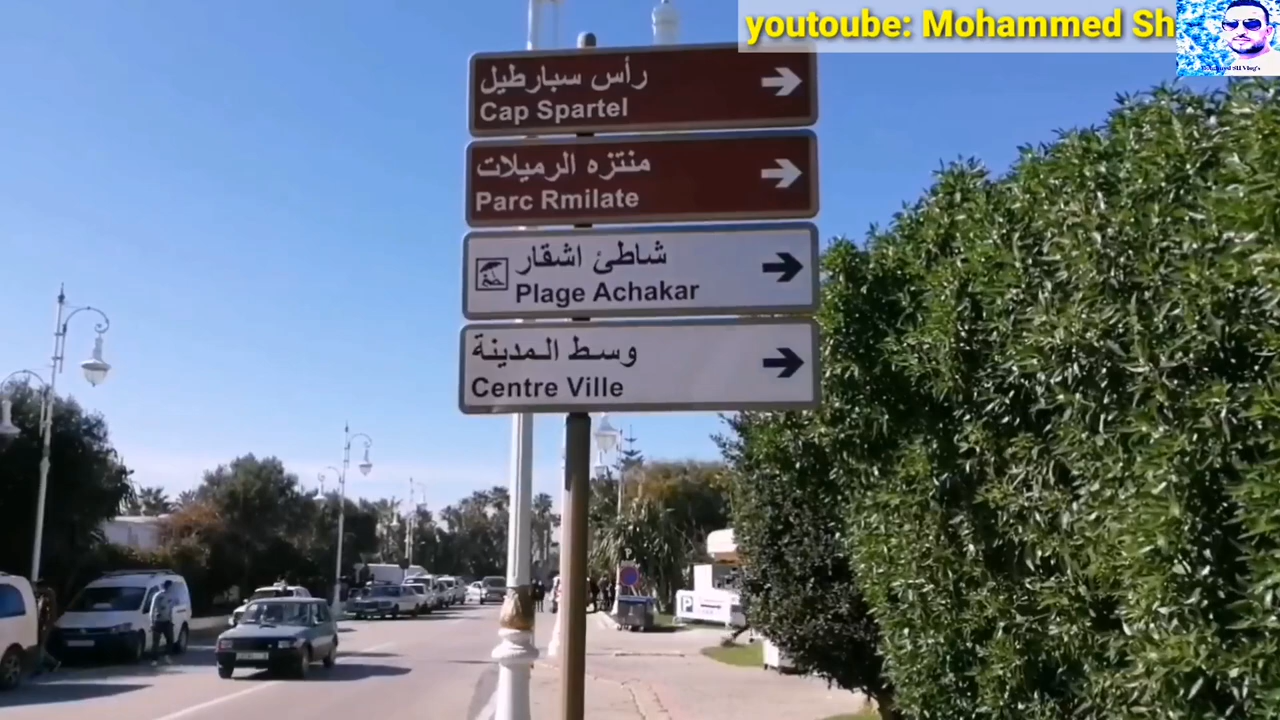 youtoube: Mohammed Sh
رأس سبارطيل
Cap Spartel
منتزه الرميلات
Parc Rmilate
شاطئ اشقار
Plage Achakar
وسط المدينة
Centre Ville
P